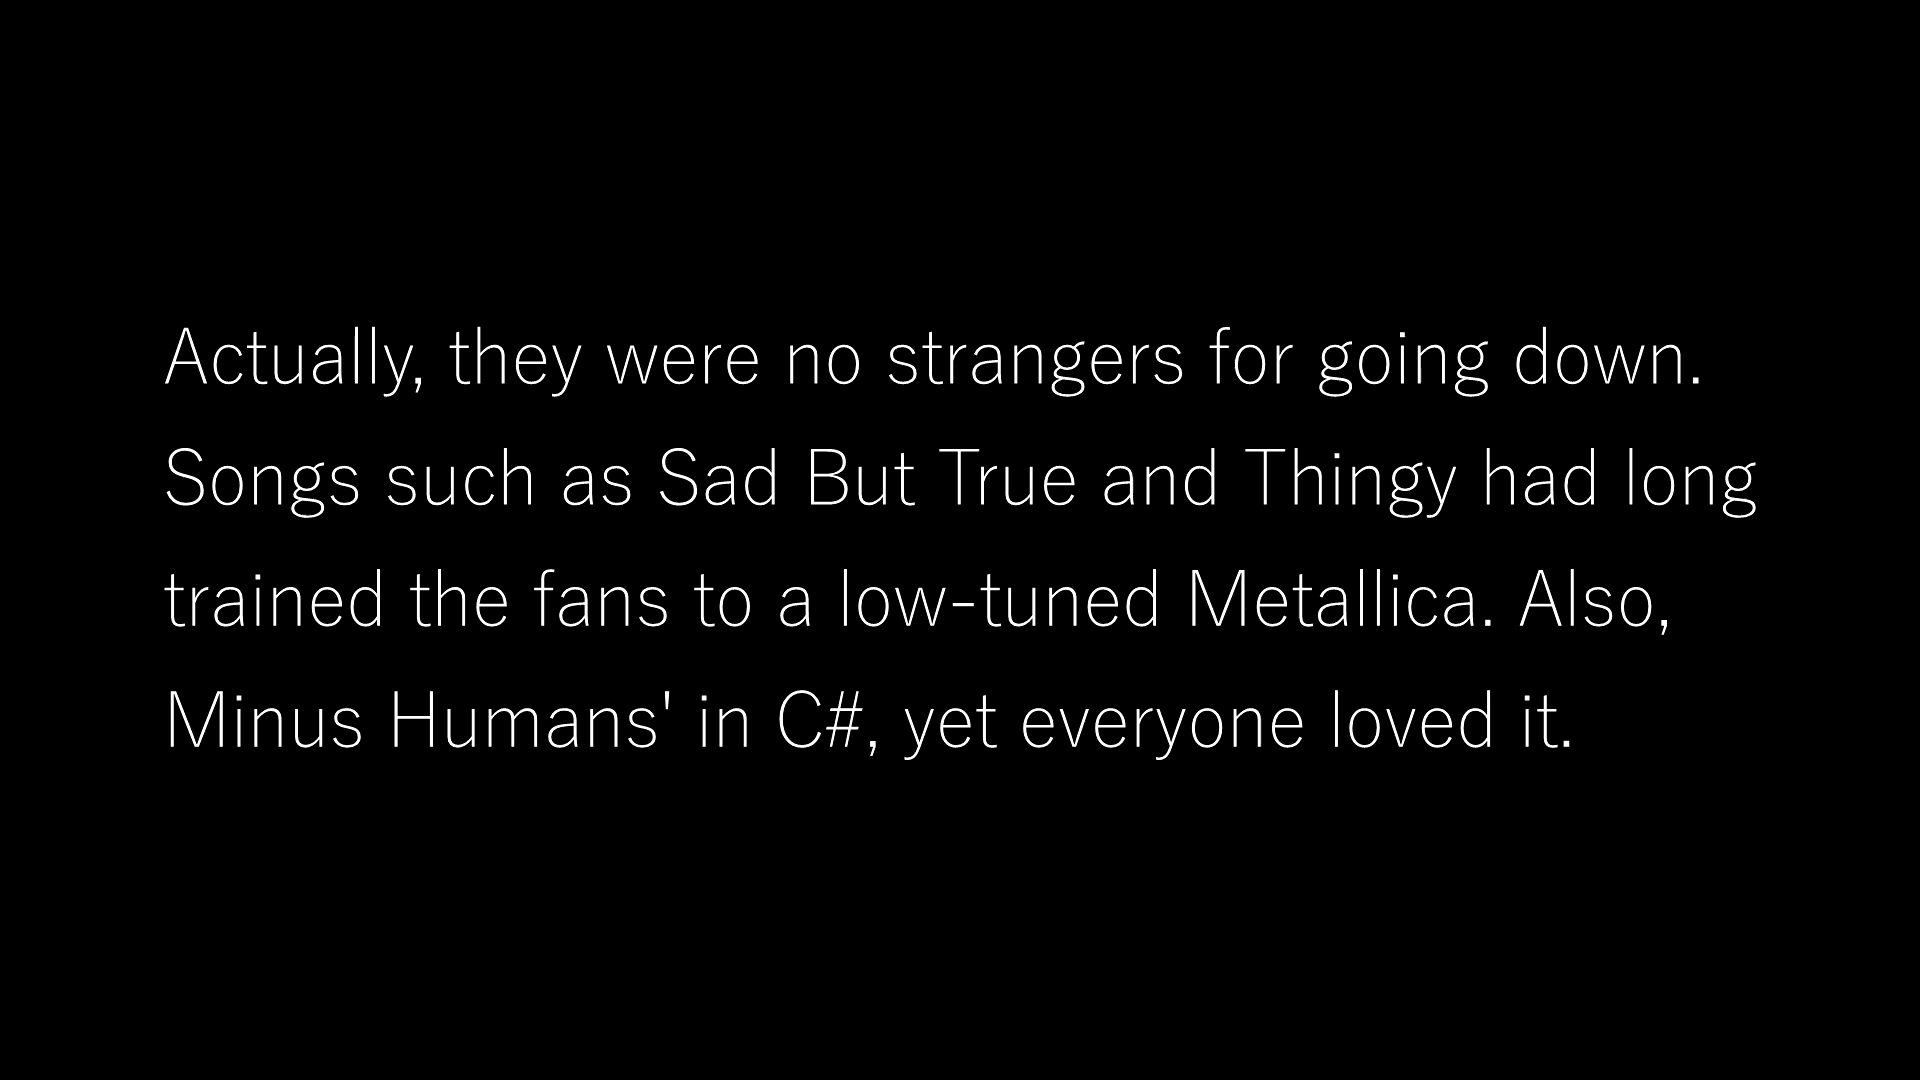 Actually, they were no strangers for going down.
Songs such as Sad But True and Thingy had long
trained the fans to a low-tuned Metallica. Also,
Minus Humans' in C#, yet everyone loved it.